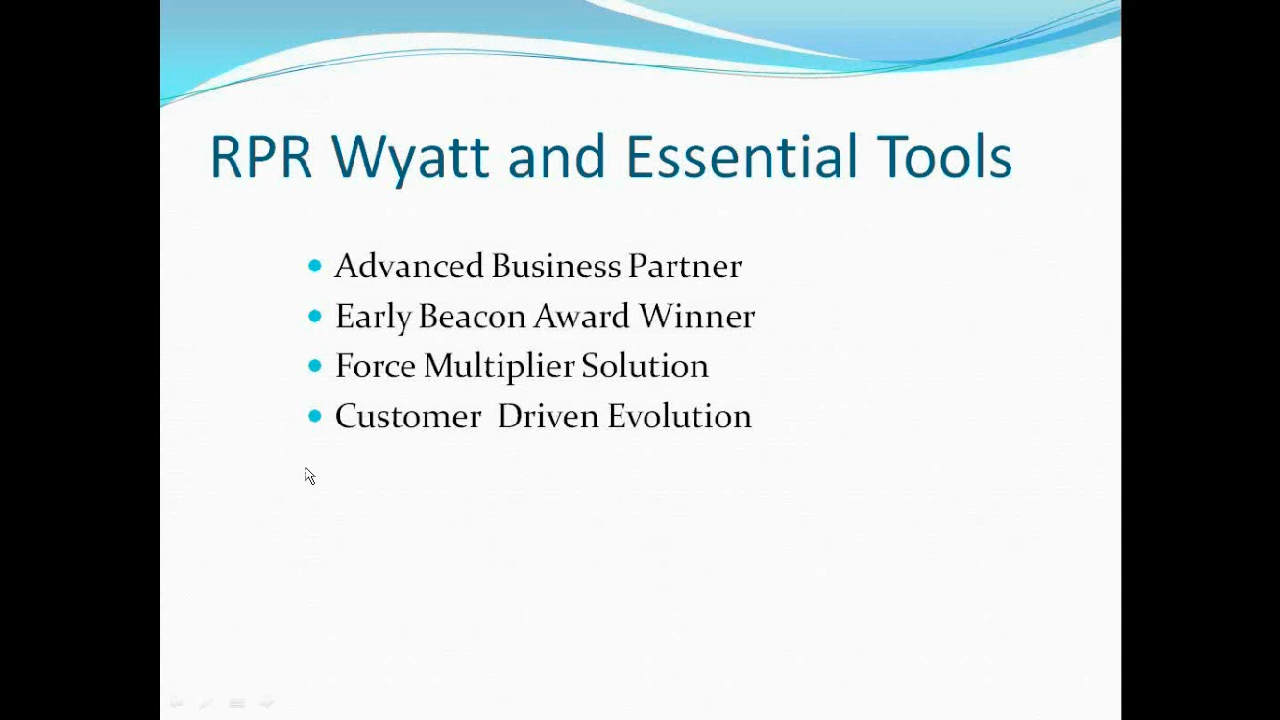 RPR Wyatt and Essential Tools
Advanced Business Partner
Early Beacon Award Winner
Force Multiplier Solution
Customer  Driven Evolution